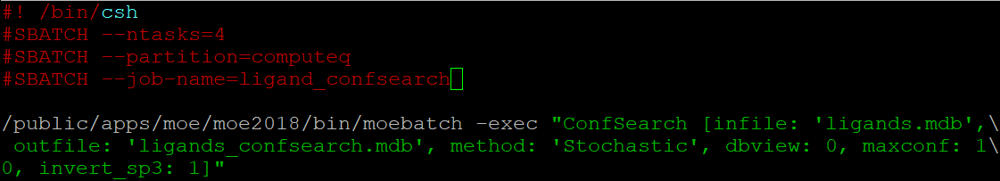 #! /bin/csh
#SBATCH --ntasks=4
#SBATCH --partition=computeq
#SBATCH --job-name=ligand_confsearch

/public/apps/moe/moe2018/bin/moebatch -exec "ConfSearch [infile: 'ligands.mdb',\
 outfile: 'ligands_confsearch.mdb', method: 'Stochastic', dbview: 0, maxconf: 1\
0, invert_sp3: 1]"